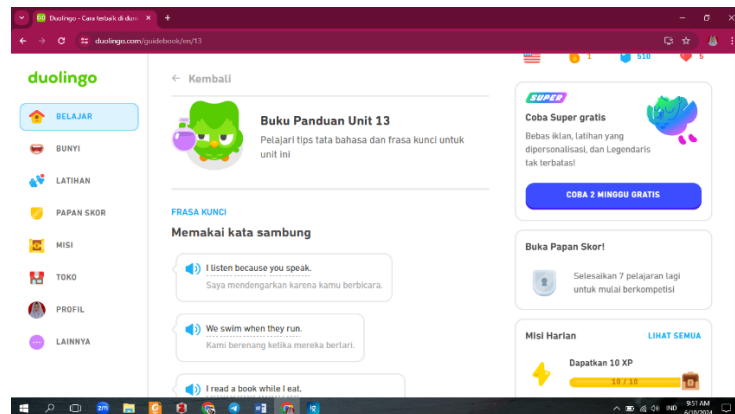 Duolingo - Cara terbaik di duni
duolingo.com/guidebook/en/13
duolingo
BELAJAR
BUNYI
LATIHAN
PAPAN SKOR
MISI
TOKO
PROFIL
LAINNYA
Kembali
Buku Panduan Unit 13
Pelajari tips tata bahasa dan frasa kunci untuk
unit ini
FRASA KUNCI
Memakai kata sambung
I listen because you speak.
Saya mendengarkan karena kamu berbicara.
We swim when they run.
Kami berenang ketika mereka berlari.
I read a book while I eat.
1
510
5
SUPER
Coba Super gratis
Bebas iklan, latihan yang
dipersonalisasi, dan Legendaris
tak terbatas!
COBA 2 MINGGU GRATIS
Buka Papan Skor!
Selesaikan 7 pelajaran lagi
untuk mulai berkompetisi
Misi Harian
LIHAT SEMUA
Dapatkan 10 XP
10 / 10
zm
IND
9:51 AM
6/10/2024